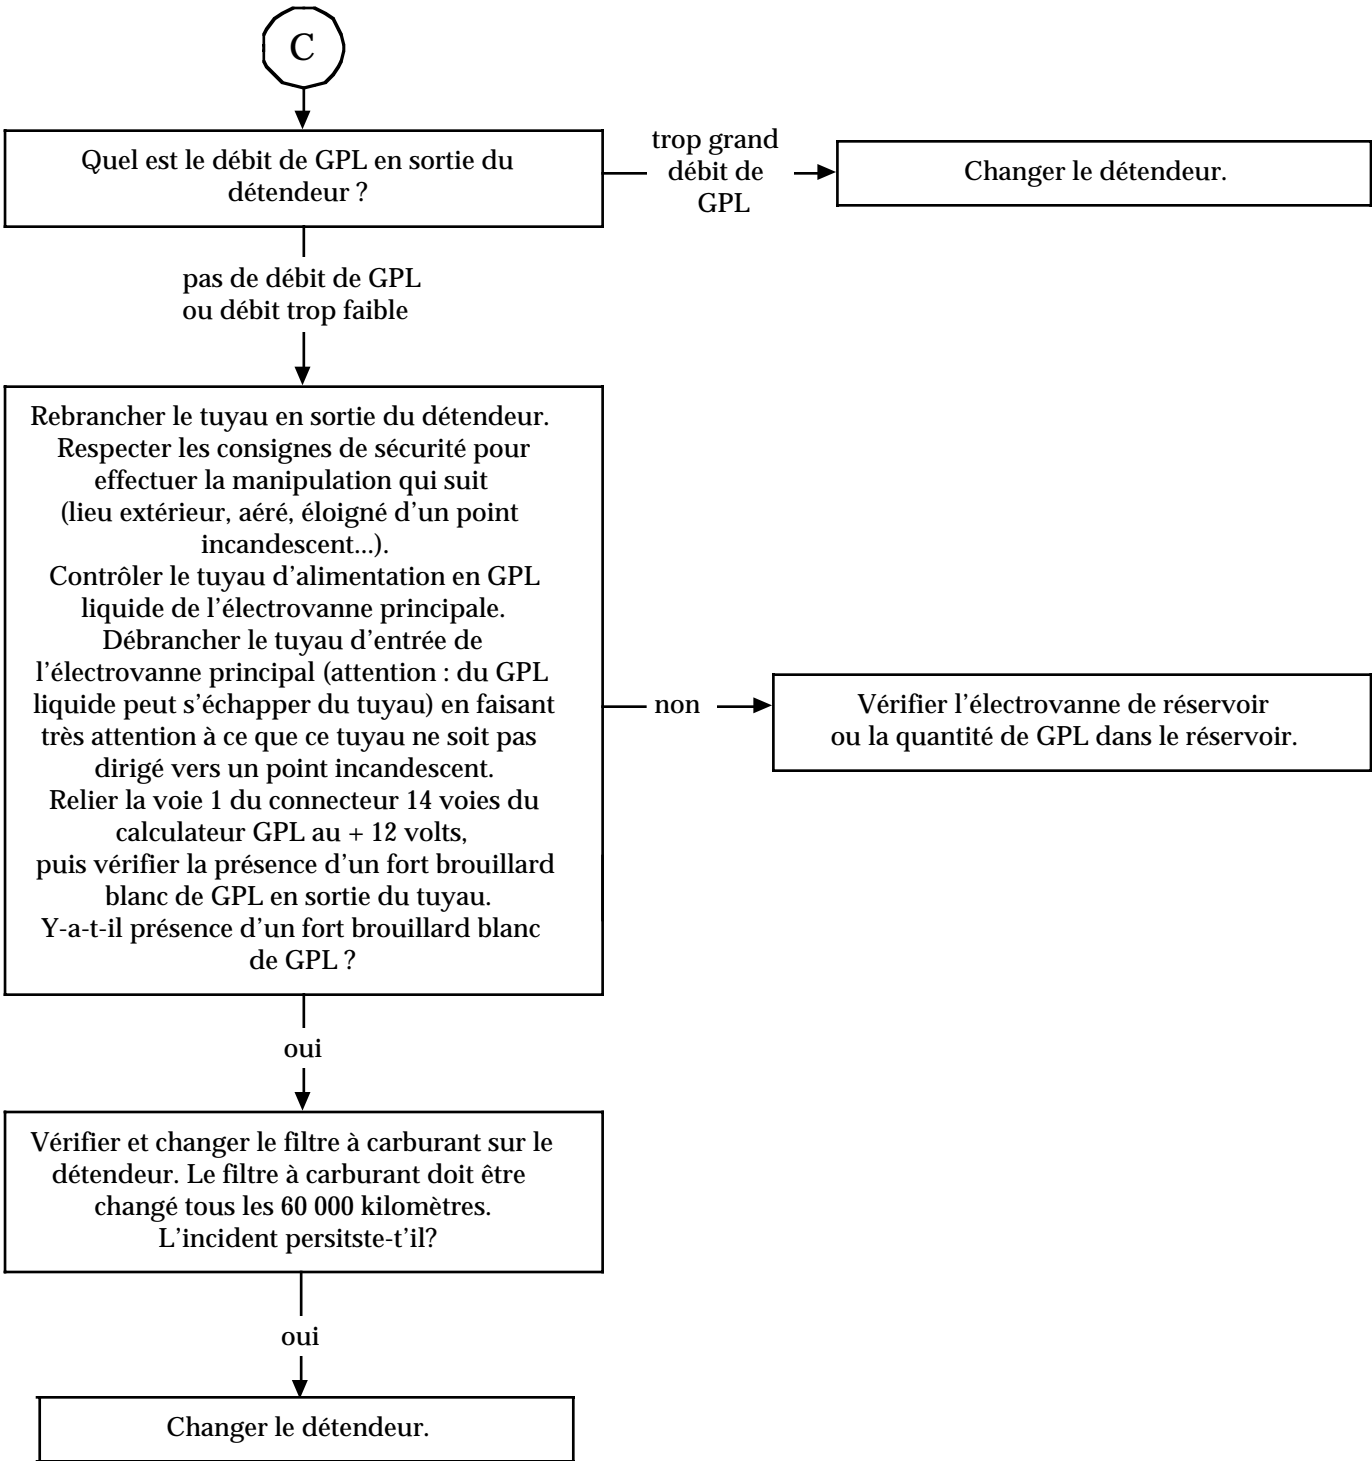 C
Quel est le débit de GPL en sortie du
détendeur ?
trop grand
débit de
GPL
Changer le détendeur.
pas de débit de GPL
ou débit trop faible
Rebrancher le tuyau en sortie du détendeur.
Respecter les consignes de sécurité pour
effectuer la manipulation qui suit
(lieu extérieur, aéré, éloigné d’un point
incandescent...).
Contrôler le tuyau d’alimentation en GPL
liquide de l’électrovanne principale.
Débrancher le tuyau d’entrée de
l’électrovanne principal (attention : du GPL
liquide peut s’échapper du tuyau) en faisant
très attention à ce que ce tuyau ne soit pas
dirigé vers un point incandescent.
Relier la voie 1 du connecteur 14 voies du
calculateur GPL au + 12 volts,
puis vérifier la présence d’un fort brouillard
blanc de GPL en sortie du tuyau.
Y-a-t-il présence d’un fort brouillard blanc
de GPL ?
non
Vérifier l’électrovanne de réservoir
ou la quantité de GPL dans le réservoir.
oui
Vérifier et changer le filtre à carburant sur le
détendeur. Le filtre à carburant doit être
changé tous les 60 000 kilomètres.
L’incident persitste-t’il?
oui
Changer le détendeur.